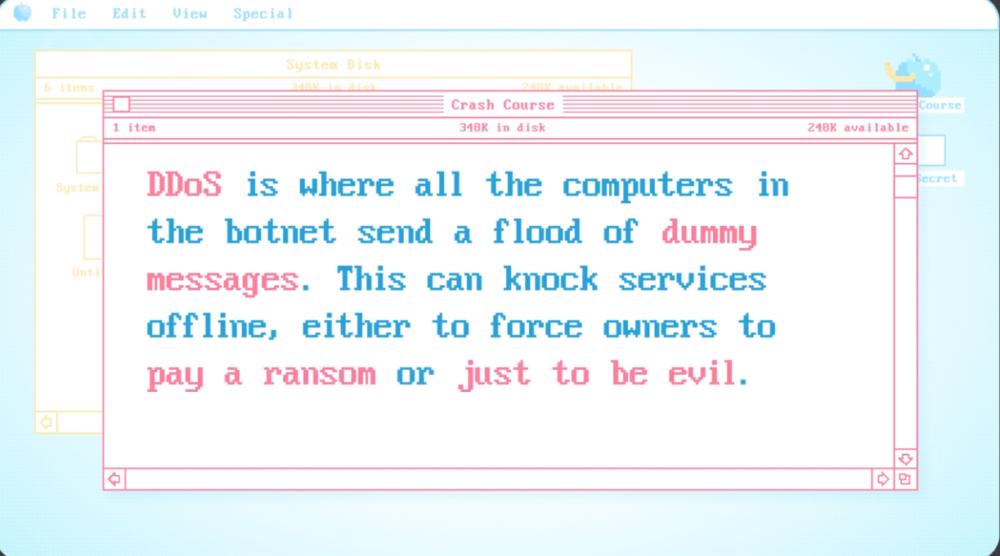 File Edit View Special
System Disk
6 items 348K in disk 248K available
Crash Course
1 item 348K in disk 248K available
DDoS is where all the computers in
the botnet send a flood of dummy
messages. This can knock services
offline, either to force owners to
pay a ransom or just to be evil.
Course
Secret
System